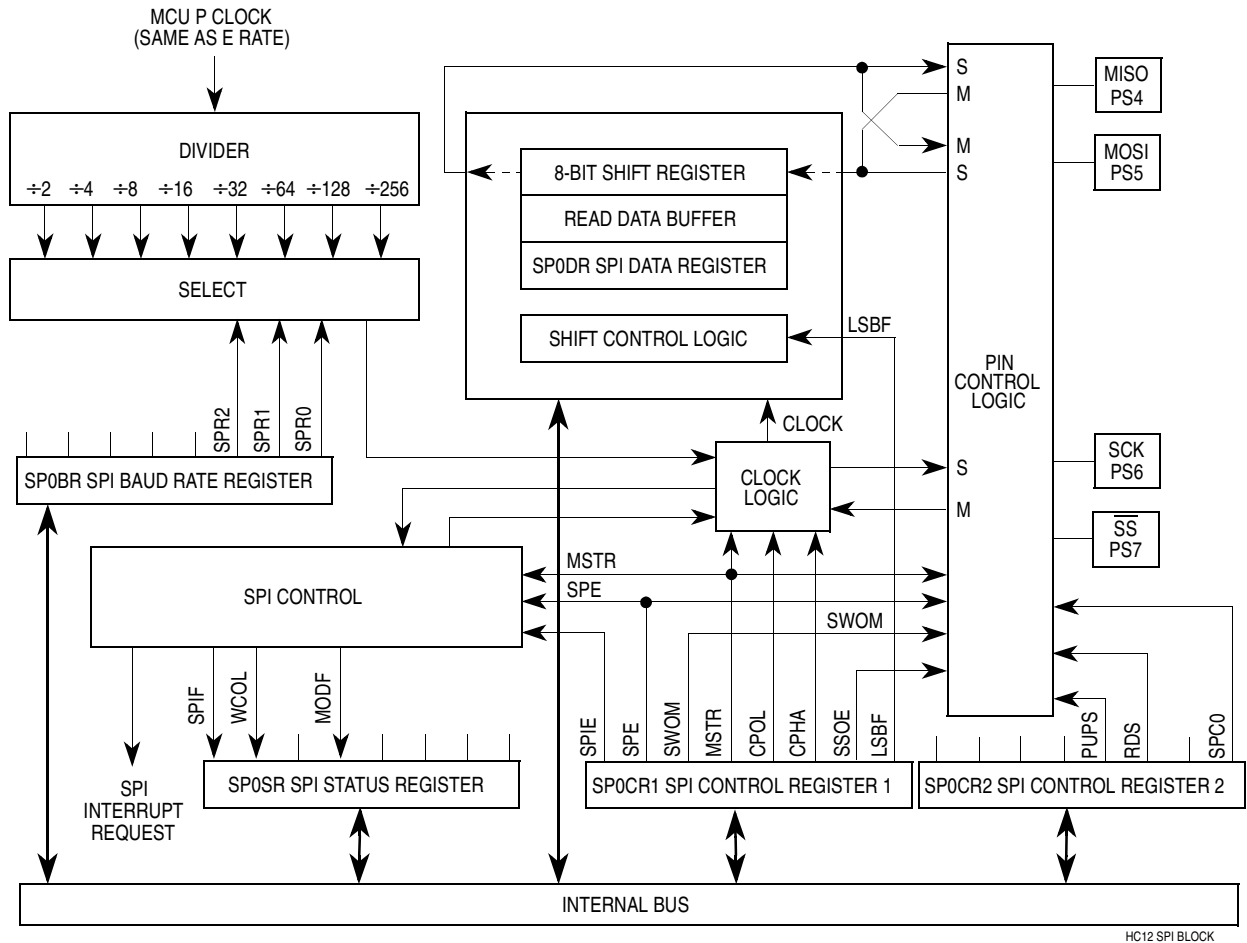 MCU P CLOCK
(SAME AS E RATE)
DIVIDER
÷2 ÷4 ÷8 ÷16 ÷32 ÷64 ÷128 ÷256
SELECT
SPR2
SPR1
SPR0
SP0BR SPI BAUD RATE REGISTER
8-BIT SHIFT REGISTER
READ DATA BUFFER
SP0DR SPI DATA REGISTER
SHIFT CONTROL LOGIC
LSBF
CLOCK
CLOCK
LOGIC
S
M
M
S
S
M
PIN
CONTROL
LOGIC
MISO
PS4
MOSI
PS5
SCK
PS6
SS
PS7
SPI CONTROL
MSTR
SPE
SWOM
SPIF
WCOL
MODF
SPI
INTERRUPT
REQUEST
SP0SR SPI STATUS REGISTER
SPIE
SPE
SWOM
MSTR
CPOL
CPHA
SSOE
LSBF
SP0CR1 SPI CONTROL REGISTER 1
PUPS
RDS
SPC0
SP0CR2 SPI CONTROL REGISTER 2
INTERNAL BUS
HC12 SPI BLOCK